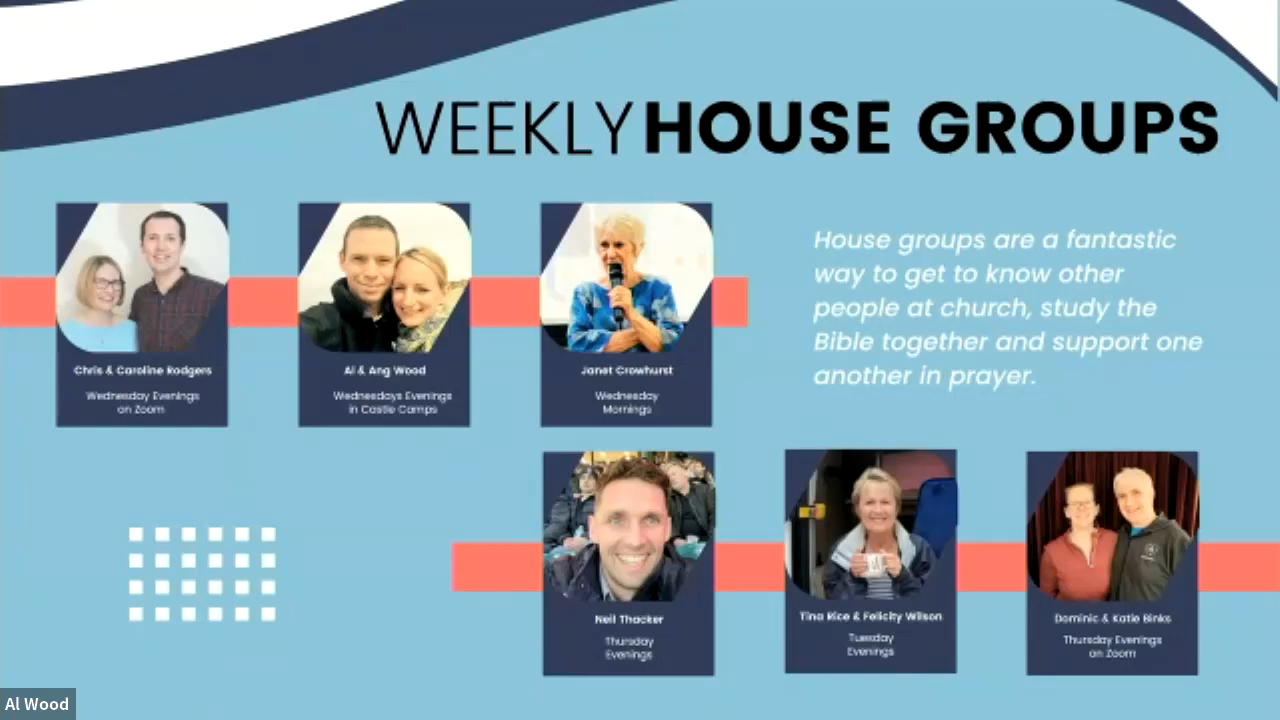 WEEKLY HOUSE GROUPS
House groups are a fantastic
way to get to know other
people at church, study the
Bible together and support one
another in prayer.
Chris & Caroline Rodgers
Wednesday Evenings
on Zoom
Al & Ang Wood
Wednesdays Evenings
in Castle Camps
Janet Crowhurst
Wednesday
Mornings
Neil Thacker
Thursday
Evenings
Tina Rice & Felicity Wilson
Tuesday
Evenings
Dominic & Katie Binks
Thursday Evenings
on Zoom
Al Wood